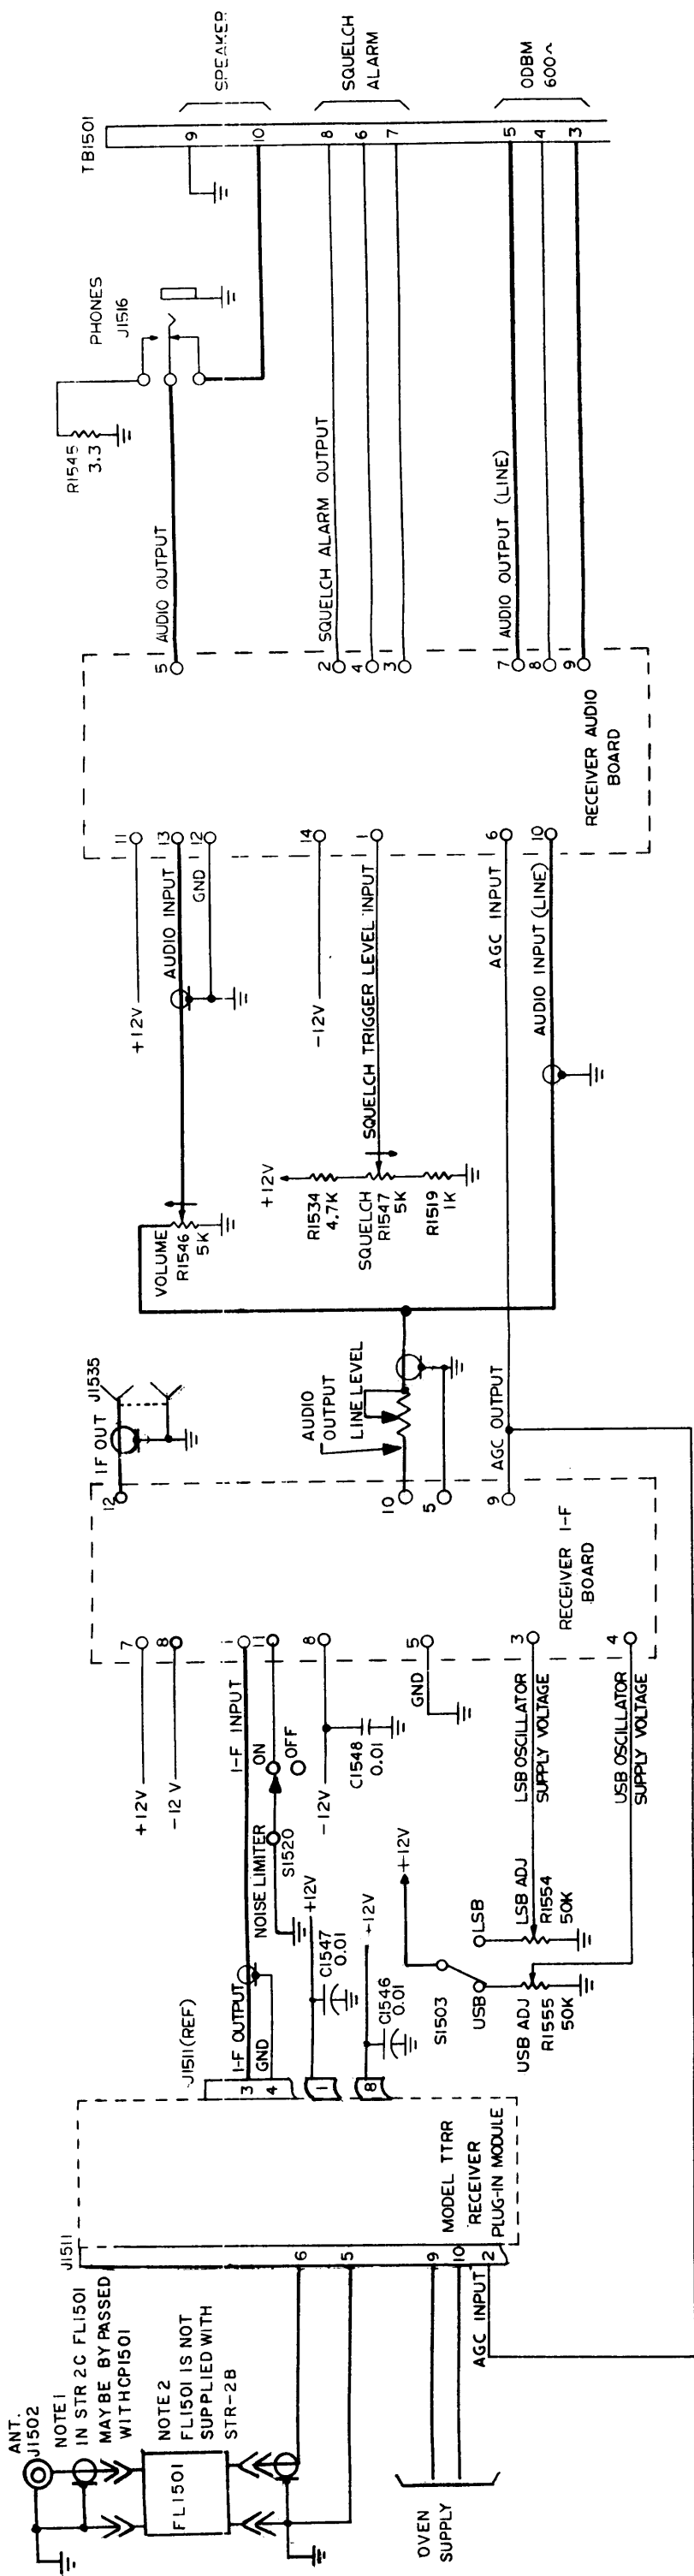 ANT.
J1502
NOTE 1
IN STR 2C FL1501
MAY BE BY PASSED
WITH CP1501
NOTE 2
FL1501 IS NOT
SUPPLIED WITH
STR-2B
FL1501
OVEN
SUPPLY
J1511
6
5
9
10
2
AGC INPUT
MODEL TTRR
RECEIVER
PLUG-IN MODULE
J1511 (REF)
3
4
1
8
I-F OUTPUT
GND
C1547
0.01
+12V
C1546
0.01
-12V
NOISE LIMITER
S1520
ON
OFF
S1503
+12V
USB
LSB
USB ADJ
R1555
50K
LSB ADJ
R1554
50K
+12V
-12 V
I-F INPUT
-12V
C1548
0.01
GND
LSB OSCILLATOR
SUPPLY VOLTAGE
USB OSCILLATOR
SUPPLY VOLTAGE
7
8
1
11
8
5
3
4
RECEIVER I-F
BOARD
12
10
5
9
IF OUT
J1535
AUDIO
OUTPUT
LINE LEVEL
AGC OUTPUT
VOLUME
R1546
5K
+12V
R1534
4.7K
SQUELCH
R1547
5K
R1519
1K
+12V
AUDIO INPUT
GND
-12V
SQUELCH TRIGGER LEVEL INPUT
AGC INPUT
AUDIO INPUT (LINE)
11
13
12
14
1
6
10
RECEIVER AUDIO
BOARD
5
2
4
3
7
8
9
AUDIO OUTPUT
SQUELCH ALARM OUTPUT
AUDIO OUTPUT (LINE)
R1545
3.3
PHONES
J1516
TB1501
9
10
8
6
7
5
4
3
SPEAKER
SQUELCH
ALARM
0DBM
600~